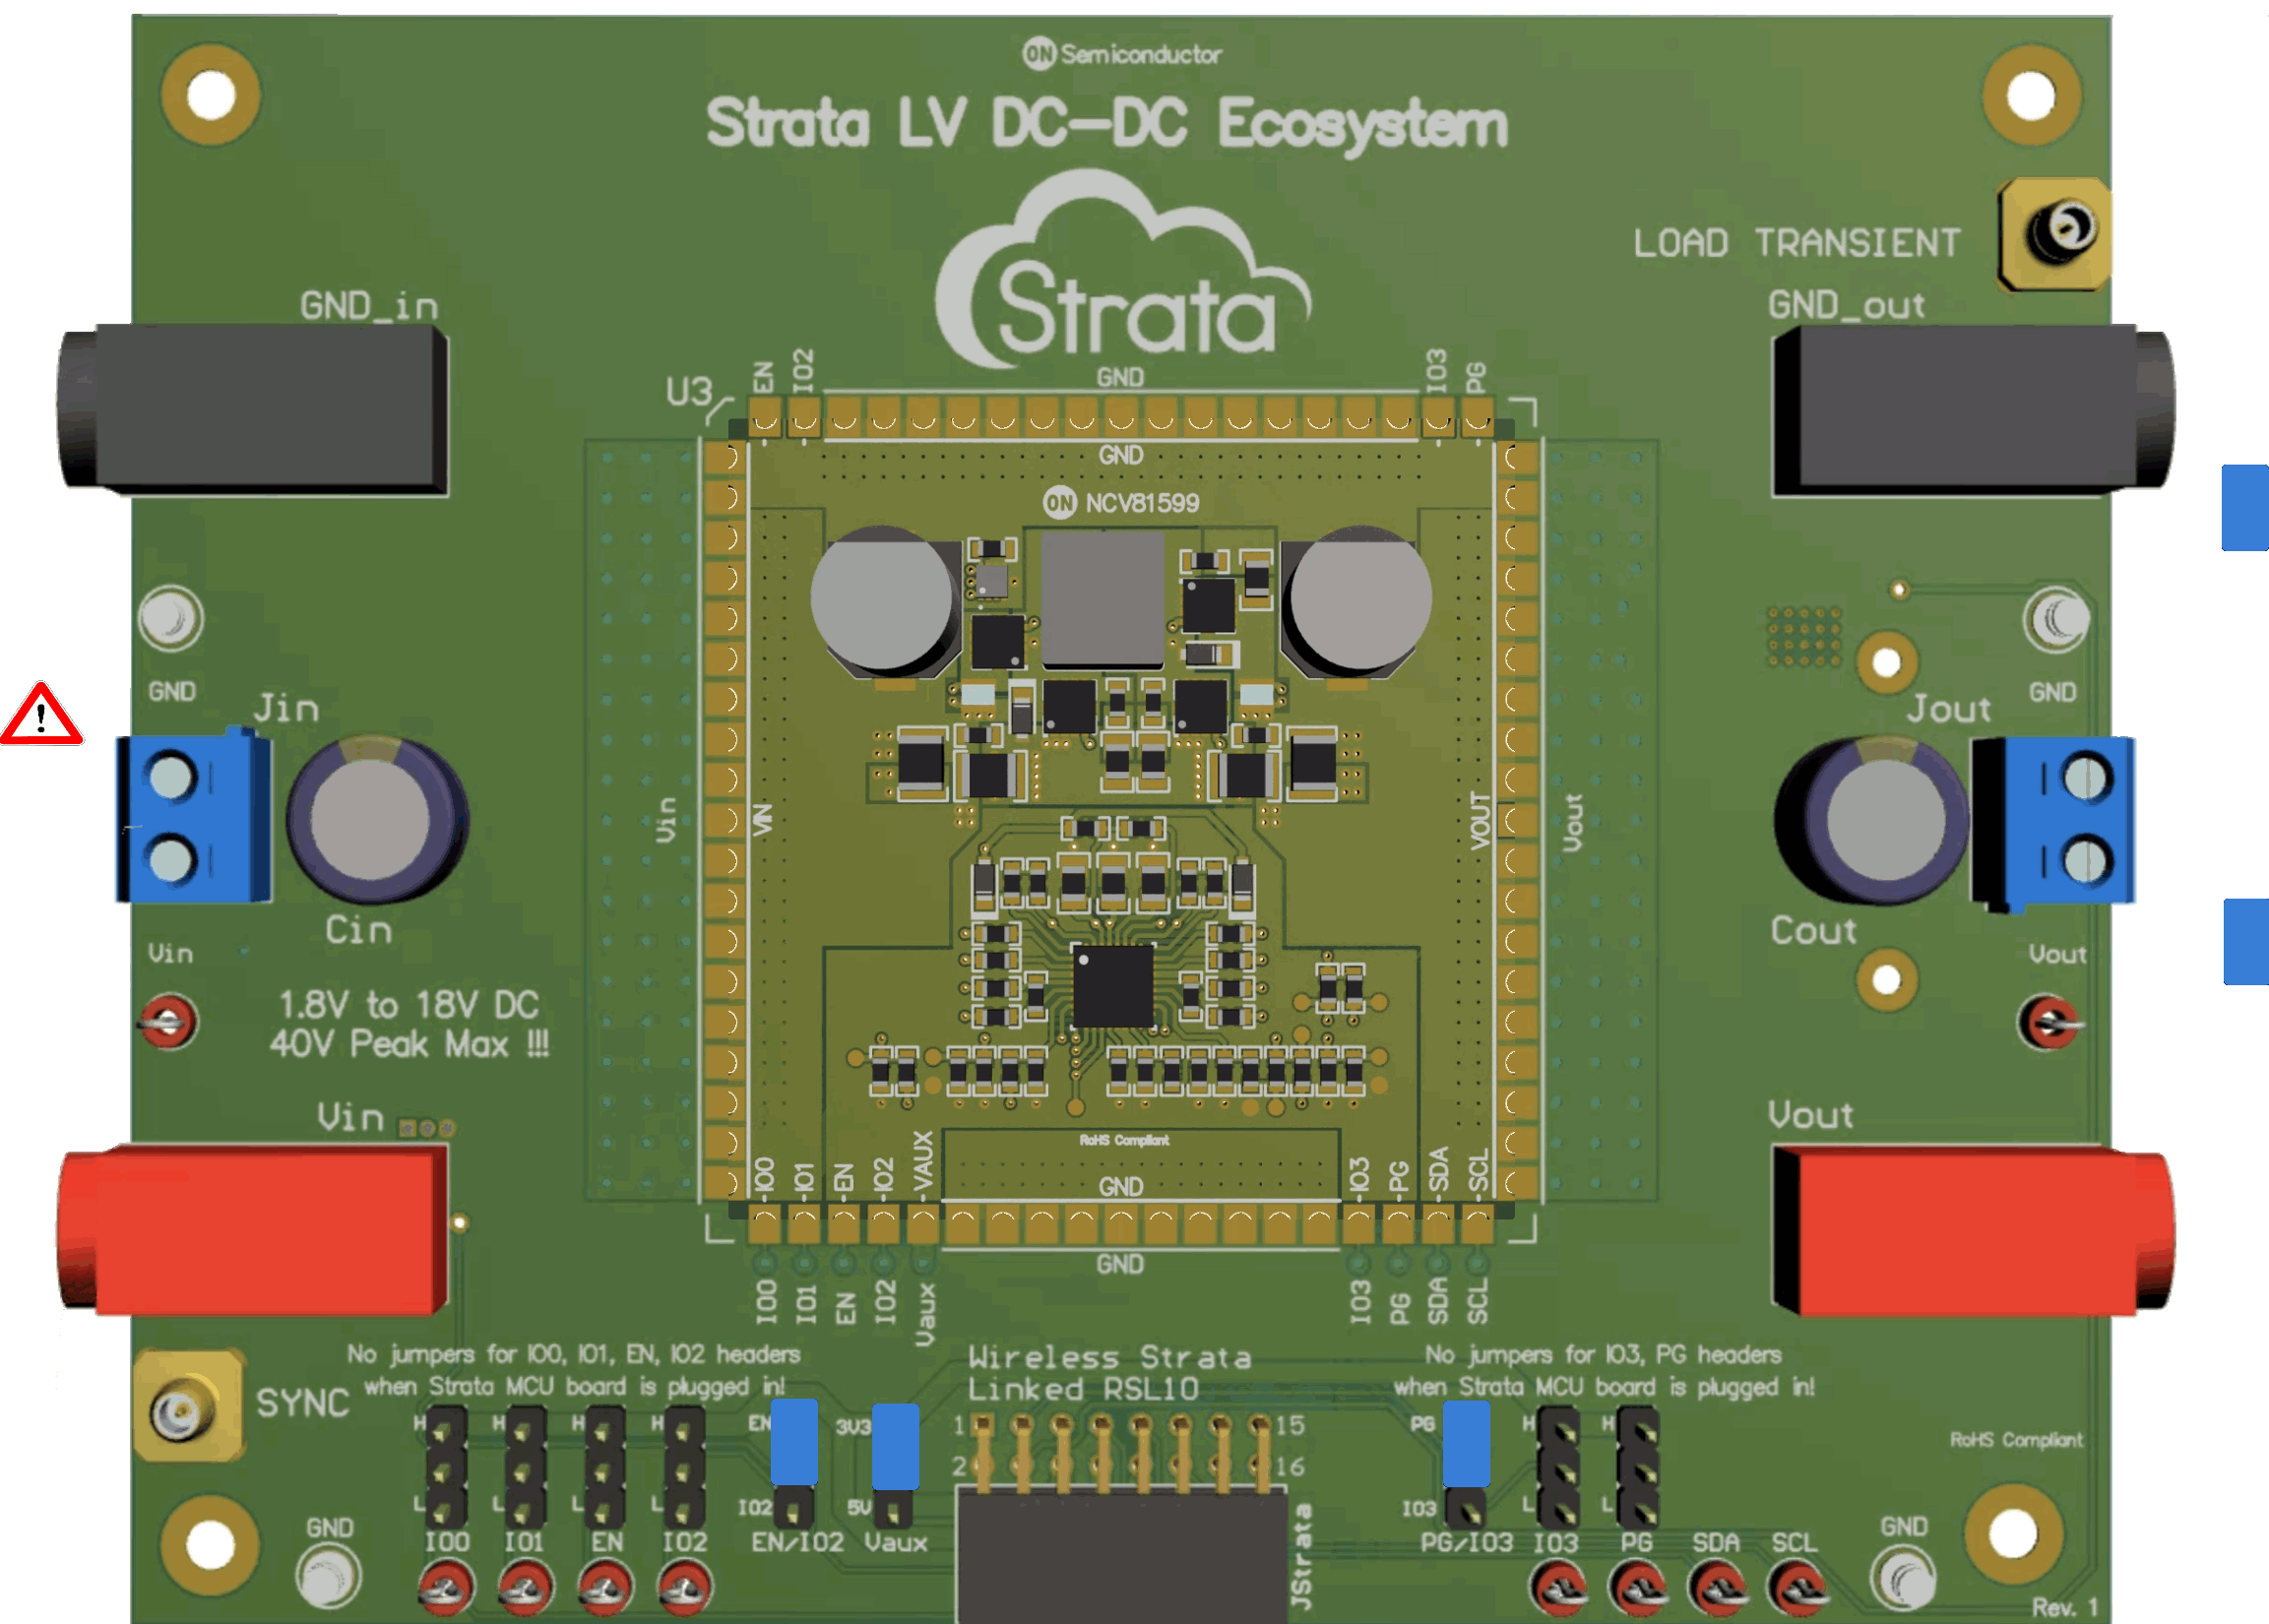 ON Semiconductor
Strata LV DC-DC Ecosystem
Strata
LOAD TRANSIENT
GND_in
GND_out
U3
EN
IO2
GND
IO3
PG
GND
ON NCV81599
GND
Jin
GND
Jout
Vin
VIN
VOUT
Vout
Cin
Cout
Vin
Vout
1.8V to 18V DC
40V Peak Max !!!
Vin
Vout
RoHS Compliant
IO0
IO1
EN
IO2
VAUX
GND
IO3
PG
SDA
SCL
GND
IO0
IO1
EN
IO2
Vaux
IO3
PG
SDA
SCL
No jumpers for IO0, IO1, EN, IO2 headers
when Strata MCU board is plugged in!
Wireless Strata
Linked RSL10
No jumpers for IO3, PG headers
when Strata MCU board is plugged in!
SYNC
H
H
H
H
EN
3V3
1
15
PG
H
H
2
16
RoHS Compliant
L
L
L
L
IO2
5V
IO3
L
L
GND
IO0
IO1
EN
IO2
EN/IO2
Vaux
JStrata
PG/IO3
IO3
PG
SDA
SCL
GND
Rev. 1